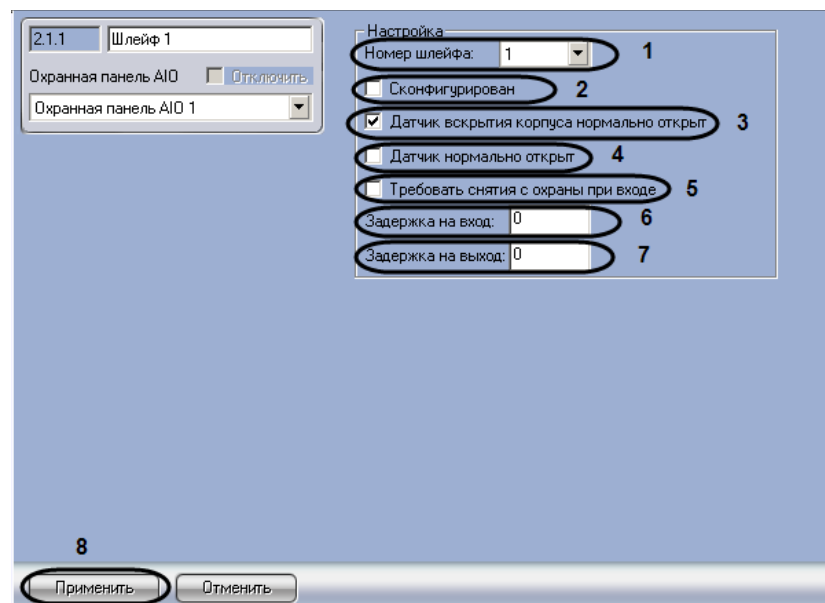 2.1.1 Шлейф 1
Охранная панель AIO Отключить
Охранная панель AIO 1
Настройка
Номер шлейфа: 1 1
Сконфигурирован 2
Датчик вскрытия корпуса нормально открыт 3
Датчик нормально открыт 4
Требовать снятия с охраны при входе 5
Задержка на вход: 0 6
Задержка на выход: 0 7
8
Применить Отменить